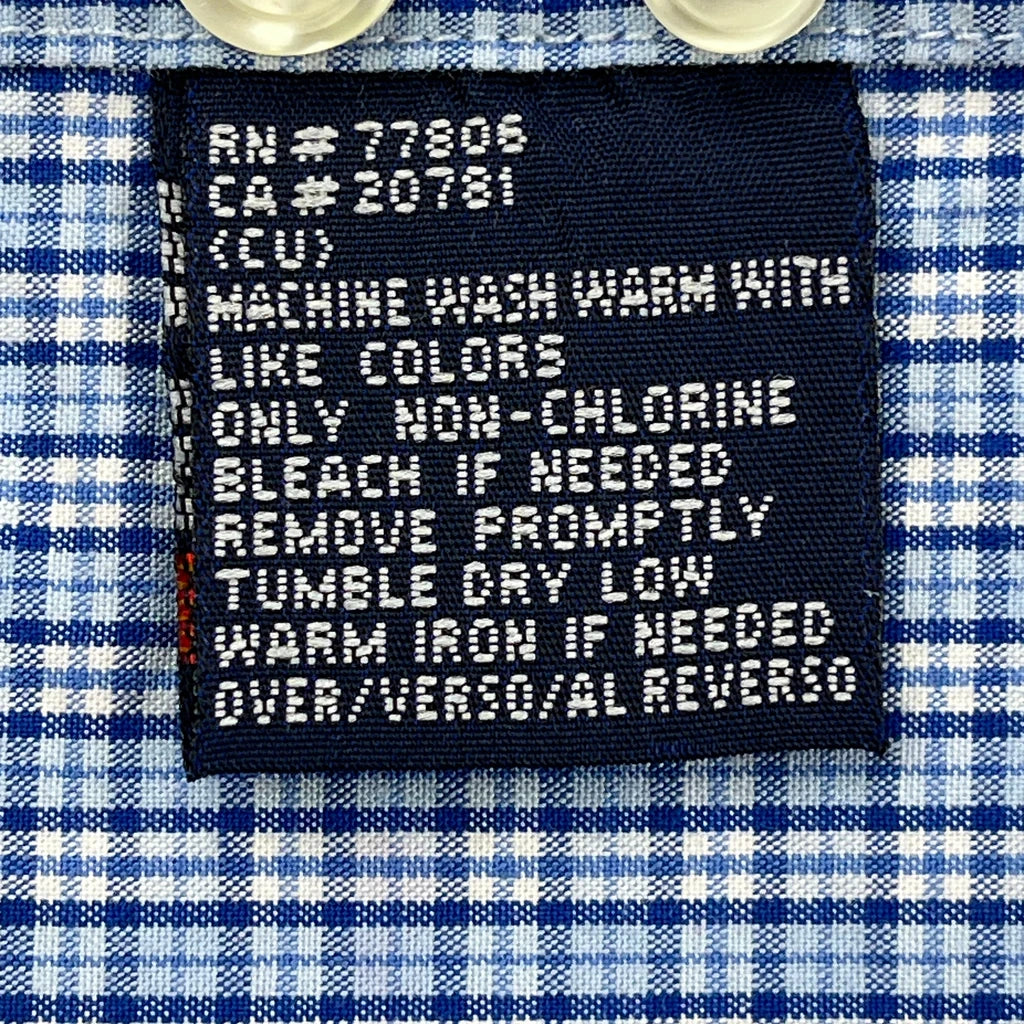 RN # 77806
CA # 20781
<CU>
MACHINE WASH WARM WITH
LIKE COLORS
ONLY NON-CHLORINE
BLEACH IF NEEDED
REMOVE PROMPTLY
TUMBLE DRY LOW
WARM IRON IF NEEDED
OVER/VERSO/AL REVERSO